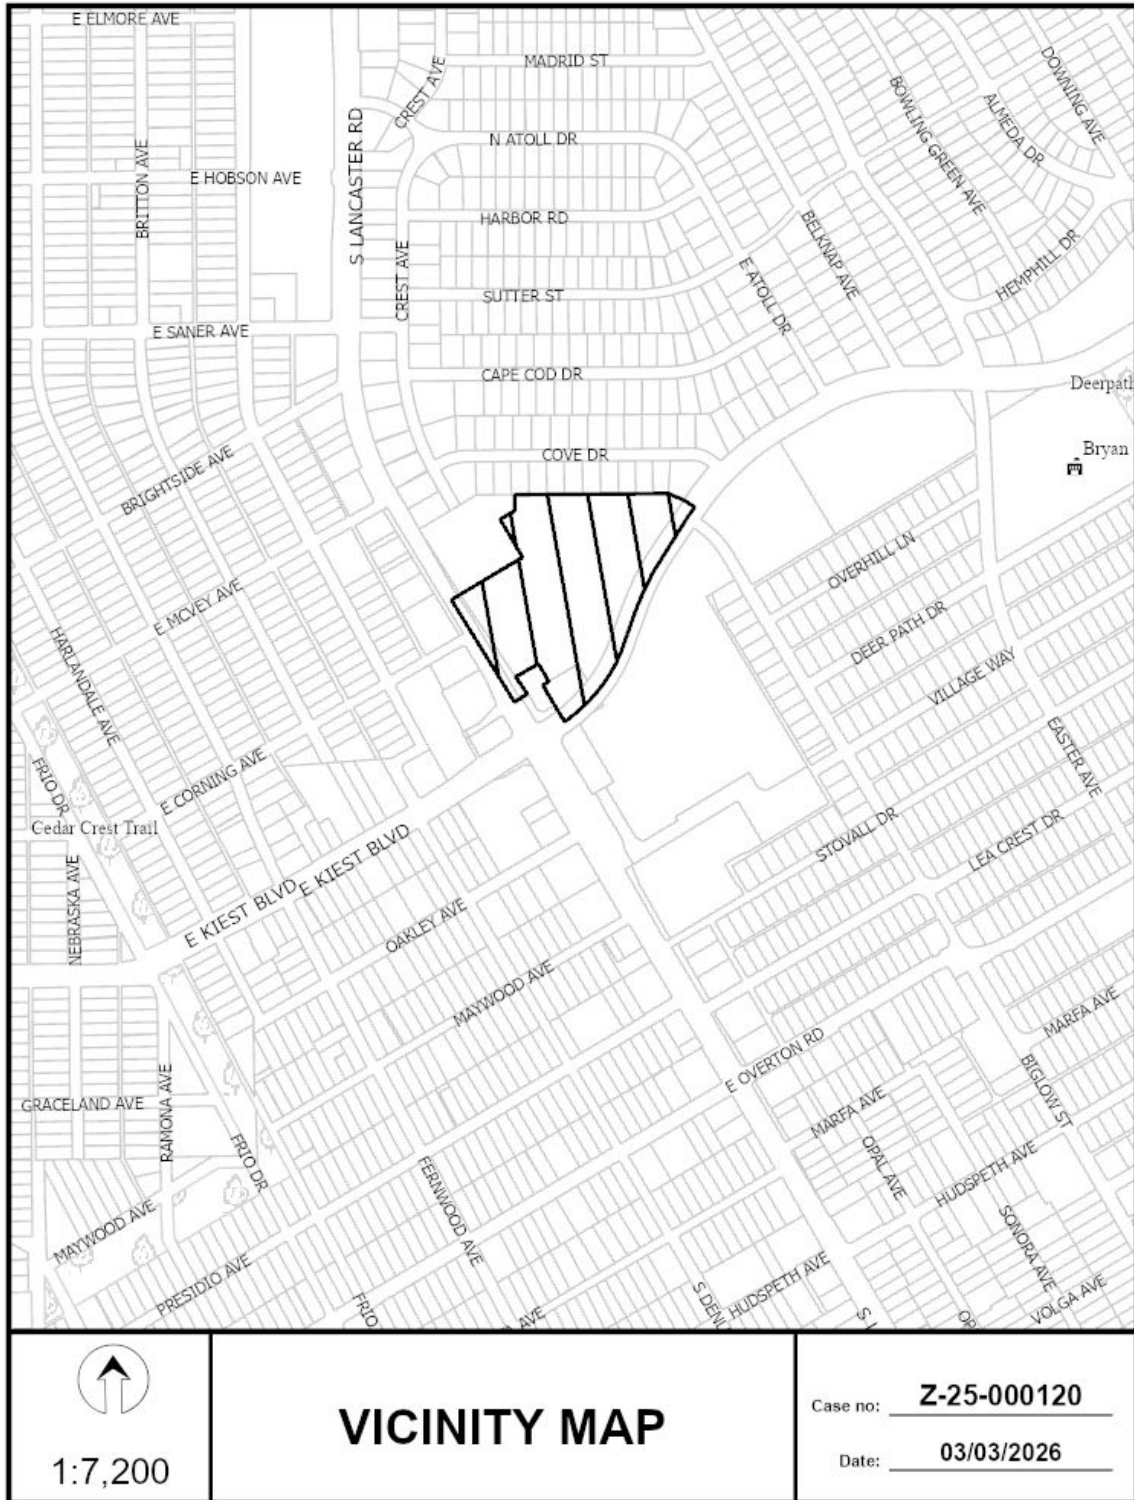 E ELMORE AVE
MADRID ST
CREST AVE
DOWNING AVE
BOWLING GREEN AVE
ALMEDA DR
S LANCASTER RD
N ATOLL DR
BRITTON AVE
E HOBSON AVE
HARBOR RD
BELKNAP AVE
HEMPHILL DR
CREST AVE
E ATOLL DR
SUTTER ST
E SANER AVE
CAPE COD DR
Deerpath
Bryan
COVE DR
BRIGHTSIDE AVE
OVERHILL LN
E MCVEY AVE
DEER PATH DR
HARLANDALE AVE
VILLAGE WAY
EASTER AVE
FRIO DR
E CORNING AVE
Cedar Crest Trail
STOVALL DR
LEA CREST DR
E KIEST BLVD
E KIEST BLVD
NEBRASKA AVE
OAKLEY AVE
MAYWOOD AVE
MARFA AVE
E OVERTON RD
BIGLOW ST
GRACELAND AVE
RAMONA AVE
MARFA AVE
FRIO DR
OPAL AVE
HUDSPETH AVE
FERNWOOD AVE
MAYWOOD AVE
SONORA AVE
PRESIDIO AVE
HUDSPETH AVE
VOLGA AVE
FRIO
AVE
S DENL
S L
OP
1:7,200
VICINITY MAP
Case no: Z-25-000120
Date: 03/03/2026